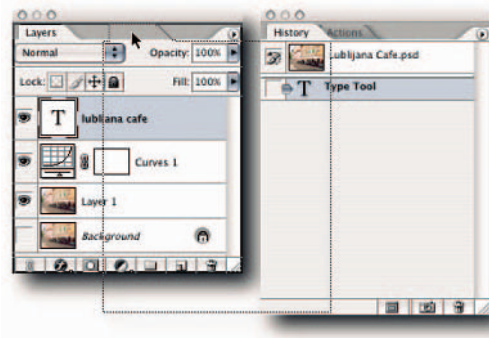 Layers
Normal Opacity: 100%
Lock: Fill: 100%
T lubliana cafe
Curves 1
Layer 1
Background
History Actions
Lublijana Cafe.psd
T Type Tool